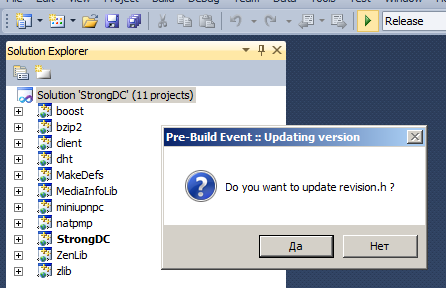 Release
Solution Explorer
Solution 'StrongDC' (11 projects)
boost
bzip2
client
dht
MakeDefs
MediaInfoLib
miniupnpc
natpmp
StrongDC
ZenLib
zlib
Pre-Build Event :: Updating version
Do you want to update revision.h ?
Да
Нет